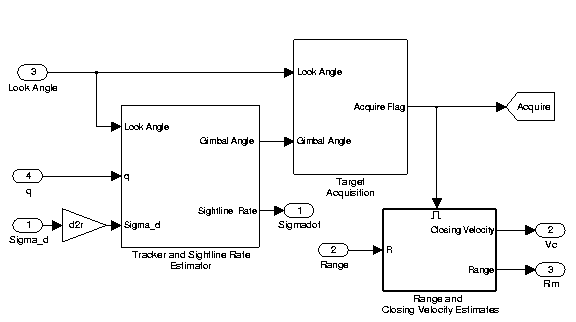 3
Look Angle
Look Angle
Acquire Flag
Gimbal Angle
Target
Acquisition
Acquire
Look Angle
Gimbal Angle
4
q
q
1
Sigma_d
d2r
Sigma_d
Sightline Rate
1
Sigmadot
Tracker and Sightline Rate
Estimator
2
Range
R
Closing Velocity
2
Vc
Range
3
Rm
Range and
Closing Velocity Estimates